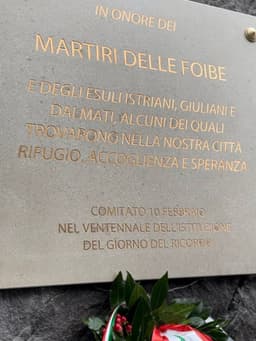 IN ONORE DEI
MARTIRI DELLE FOIBE
E DEGLI ESULI ISTRIANI, GIULIANI E
DALMATI, ALCUNI DEI QUALI
TROVARONO NELLA NOSTRA CITTÀ
RIFUGIO, ACCOGLIENZA E SPERANZA
COMITATO 10 FEBBRAIO
NEL VENTENNALE DELL'ISTITUZIONE
DEL GIORNO DEL RICORDO